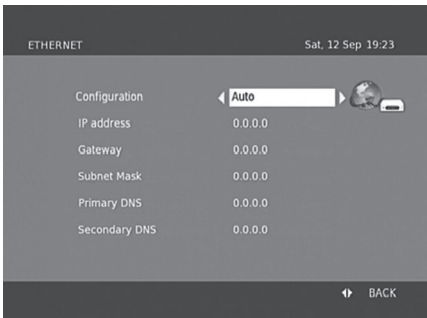 ETHERNET Sat, 12 Sep 19:23
Configuration Auto
IP address 0.0.0.0
Gateway 0.0.0.0
Subnet Mask 0.0.0.0
Primary DNS 0.0.0.0
Secondary DNS 0.0.0.0
BACK